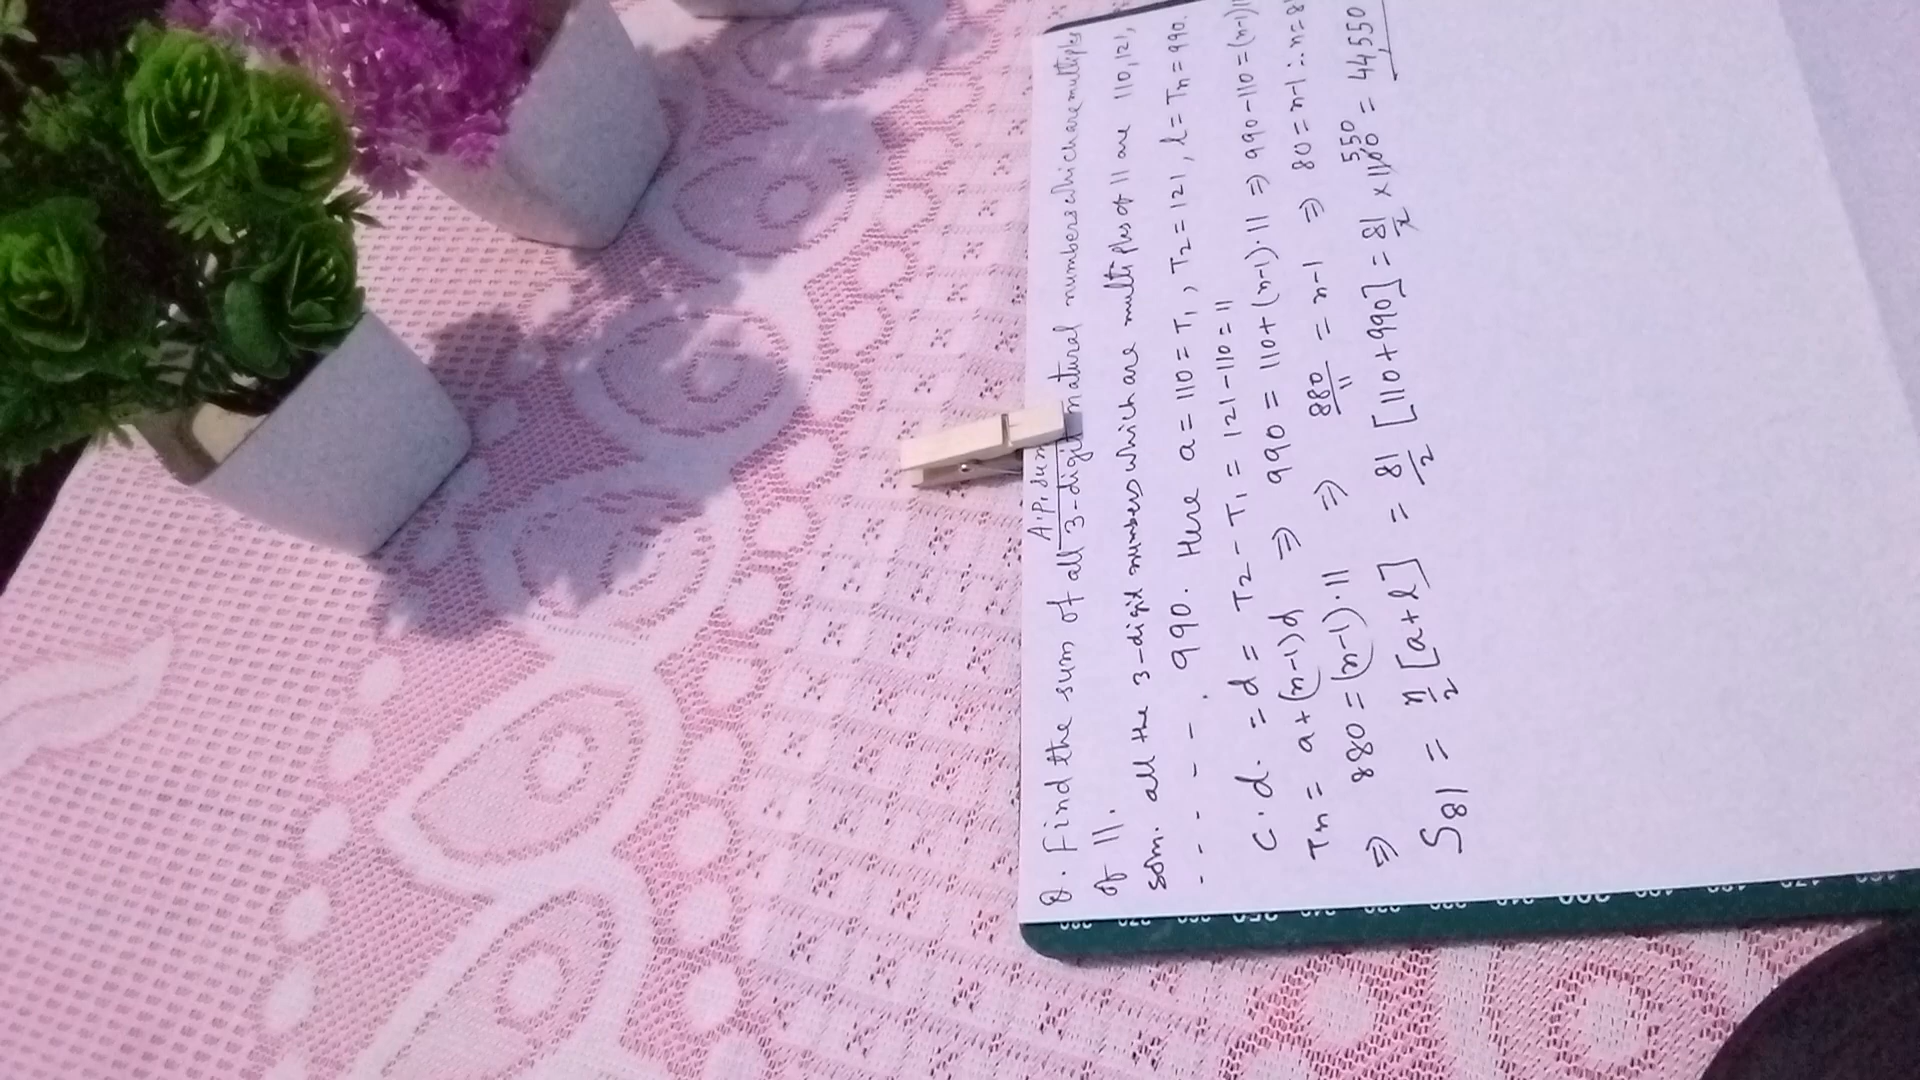 A.P, sum
Q. Find the sum of all 3-digit natural numbers which are multiples
of 11.
Soln. all the 3-digit numbers which are multiples of 11 are 110, 121,
- - - - - . 990. Here a = 110 = T1, T2 = 121, l = Tn = 990.
C.d. = d = T2 - T1 = 121 - 110 = 11
Tn = a + (n-1)d ⇒ 990 = 110 + (n-1)·11 ⇒ 990 - 110 = (n-1)11
⇒ 880 = (n-1)·11 ⇒ 880/11 = n-1 ⇒ 80 = n-1 ∴ n = 81
S81 = n/2 [a+l] = 81/2 [110+990] = 81/2 × 1100 550 = 44,550